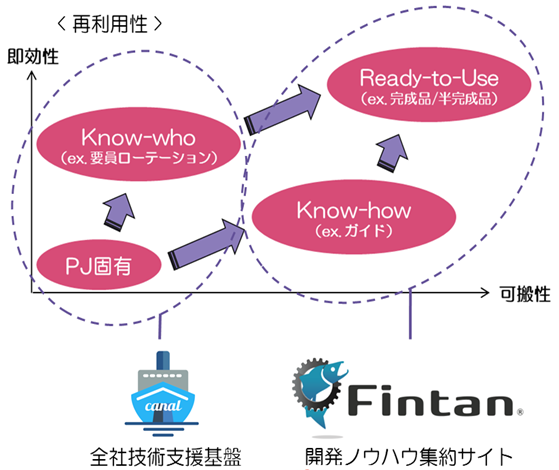 〈 再利用性 〉
即効性
Ready-to-Use
(ex. 完成品/半完成品)
Know-who
(ex. 要員ローテーション)
Know-how
(ex. ガイド)
PJ固有
可搬性
canal
Fintan®
全社技術支援基盤
開発ノウハウ集約サイト